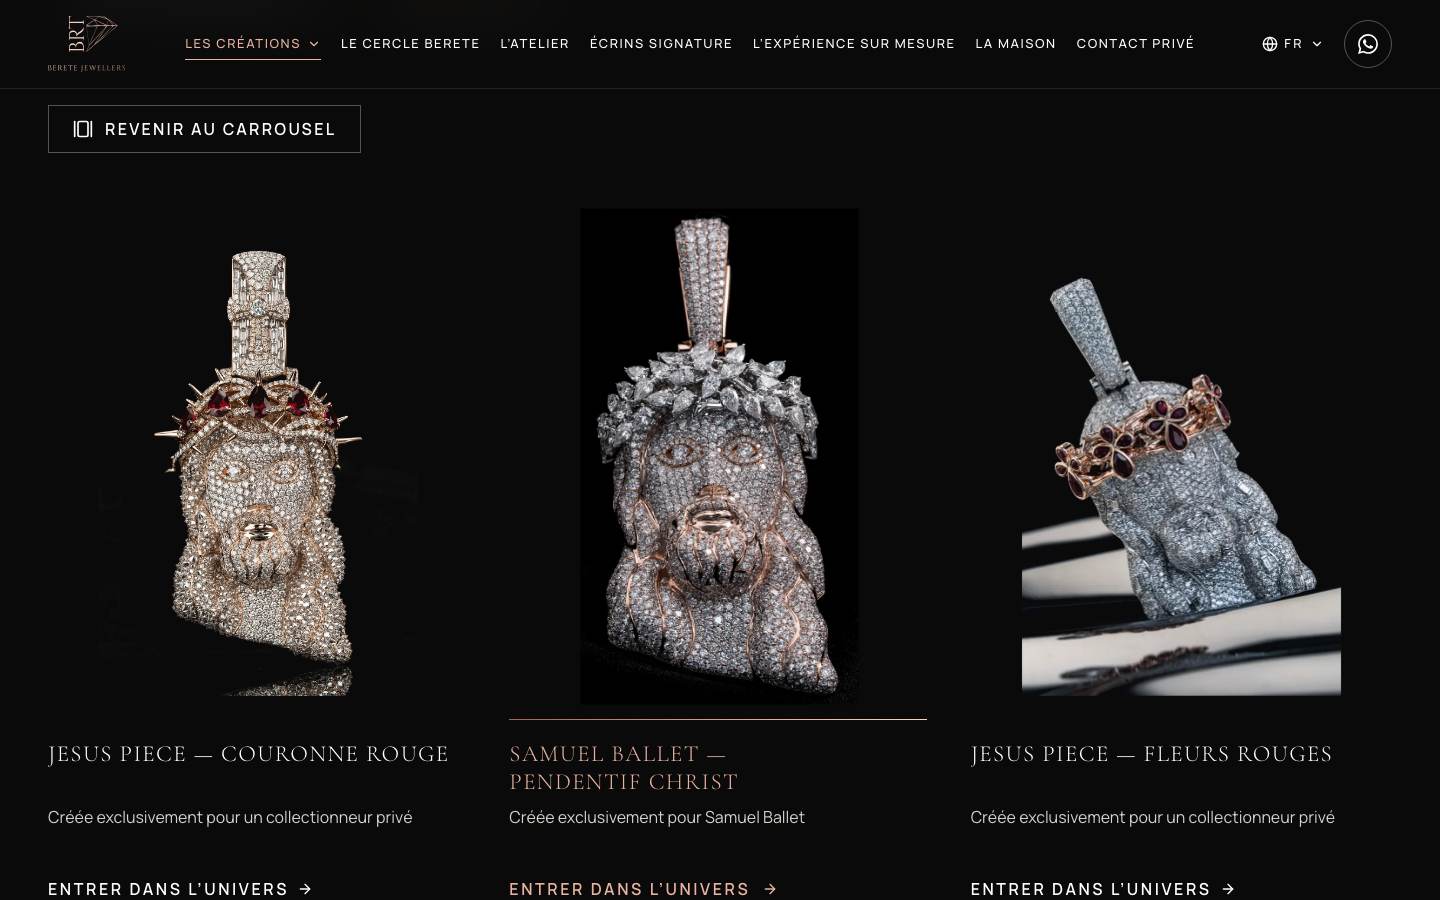 BRT
BERETE JEWELLERS
LES CRÉATIONS
LE CERCLE BERETE
L’ATELIER
ÉCRINS SIGNATURE
L’EXPÉRIENCE SUR MESURE
LA MAISON
CONTACT PRIVÉ
FR
REVENIR AU CARROUSEL
JESUS PIECE — COURONNE ROUGE
Créée exclusivement pour un collectionneur privé
ENTRER DANS L’UNIVERS →
SAMUEL BALLET —
PENDENTIF CHRIST
Créée exclusivement pour Samuel Ballet
ENTRER DANS L’UNIVERS →
JESUS PIECE — FLEURS ROUGES
Créée exclusivement pour un collectionneur privé
ENTRER DANS L’UNIVERS →